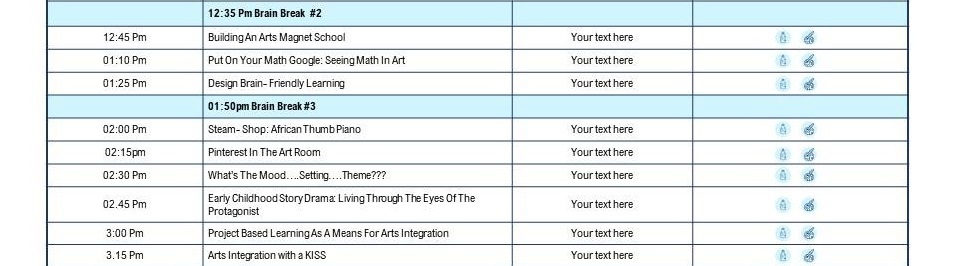 12:35 Pm Brain Break #2
12:45 Pm Building An Arts Magnet School Your text here
01:10 Pm Put On Your Math Google: Seeing Math In Art Your text here
01:25 Pm Design Brain- Friendly Learning Your text here
01:50pm Brain Break #3
02:00 Pm Steam- Shop: African Thumb Piano Your text here
02:15pm Pinterest In The Art Room Your text here
02:30 Pm What's The Mood....Setting....Theme??? Your text here
02.45 Pm Early Childhood Story Drama: Living Through The Eyes Of The
Protagonist Your text here
3:00 Pm Project Based Learning As A Means For Arts Integration Your text here
3.15 Pm Arts Integration with a KISS Your text here